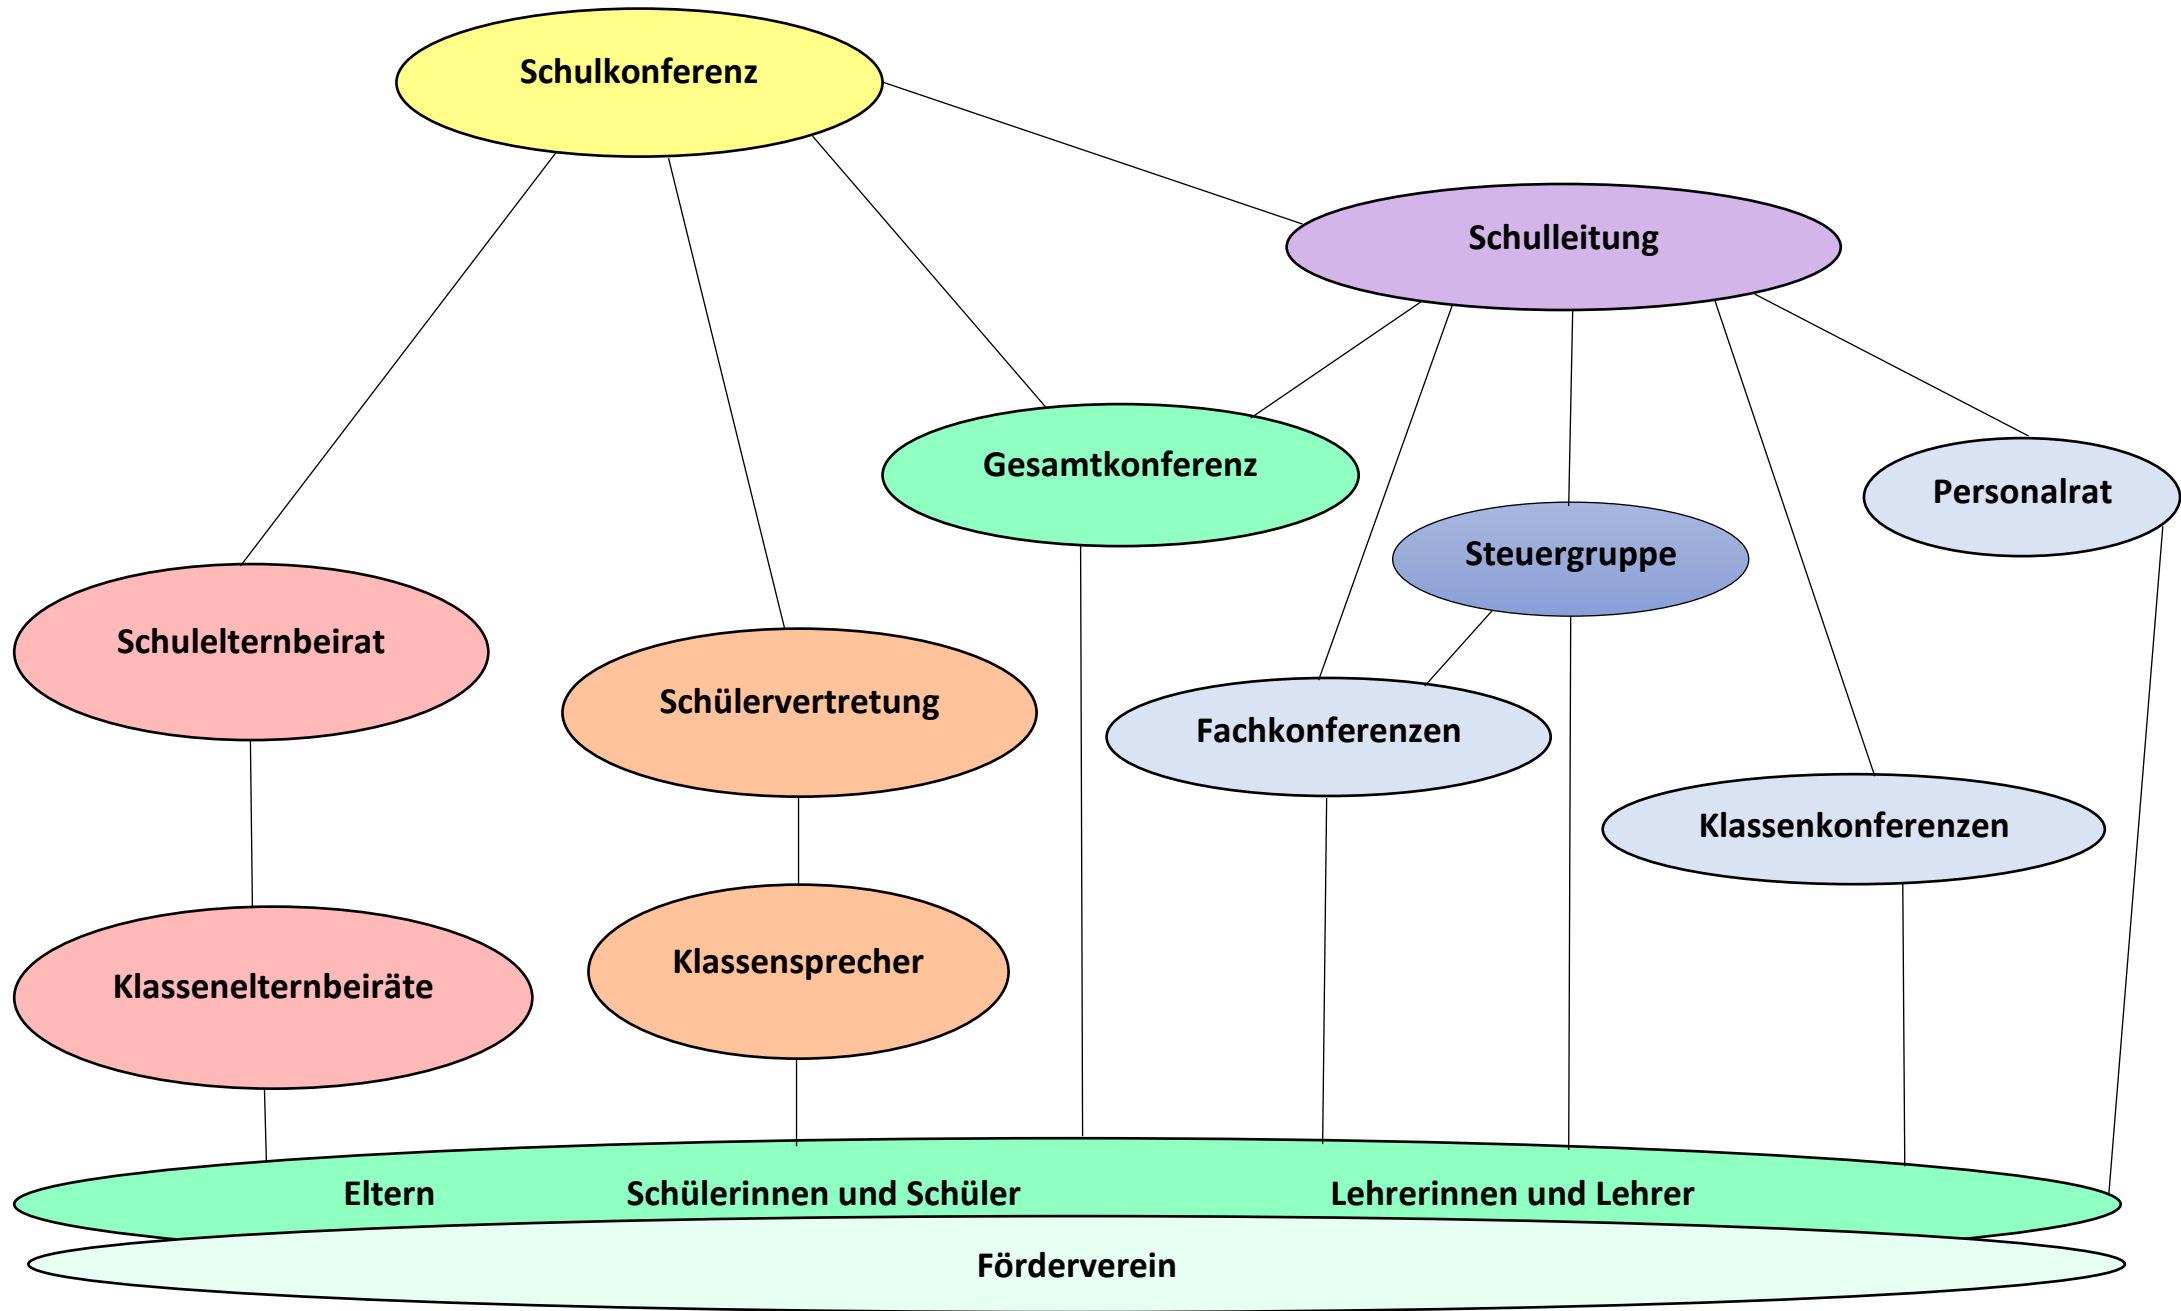 Schulkonferenz
Schulleitung
Gesamtkonferenz
Personalrat
Steuergruppe
Schulelternbeirat
Schülervertretung
Fachkonferenzen
Klassenkonferenzen
Klassensprecher
Klassenelternbeiräte
Eltern Schülerinnen und Schüler Lehrerinnen und Lehrer
Förderverein